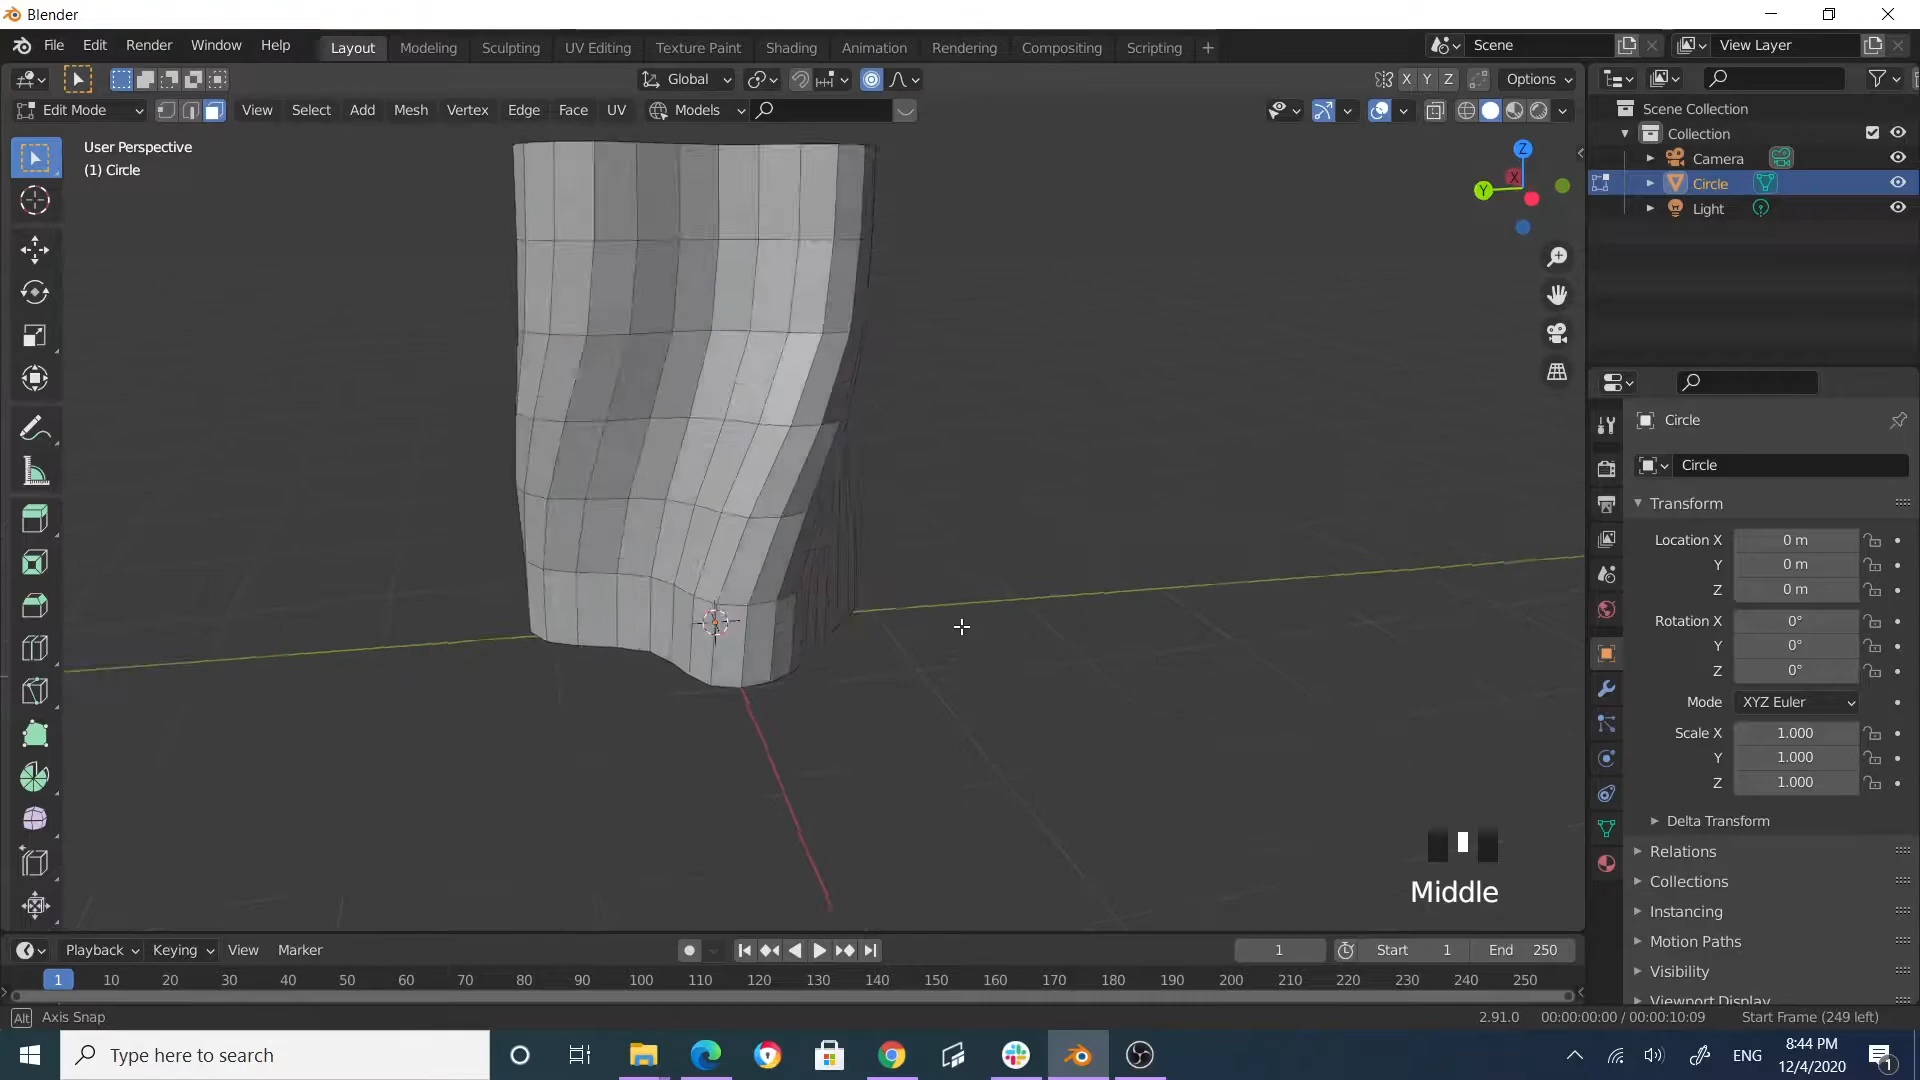 Blender
File Edit Render Window Help Layout Modeling Sculpting UV Editing Texture Paint Shading Animation Rendering Compositing Scripting + Scene View Layer
Global X Y Z Options
Edit Mode View Select Add Mesh Vertex Edge Face UV Models
User Perspective
(1) Circle
Z
X
Y
Scene Collection
Collection
Camera
Circle
Light
Circle
Circle
Transform
Location X 0 m
Y 0 m
Z 0 m
Rotation X 0°
Y 0°
Z 0°
Mode XYZ Euler
Scale X 1.000
Y 1.000
Z 1.000
Delta Transform
Relations
Collections
Instancing
Motion Paths
Visibility
Viewport Display
Middle
Playback Keying View Marker 1 Start 1 End 250
1 10 20 30 40 50 60 70 80 90 100 110 120 130 140 150 160 170 180 190 200 210 220 230 240 250
Alt Axis Snap 2.91.0 00:00:00:00 / 00:00:10:09 Start Frame (249 left)
Type here to search ENG 8:44 PM
12/4/2020 1